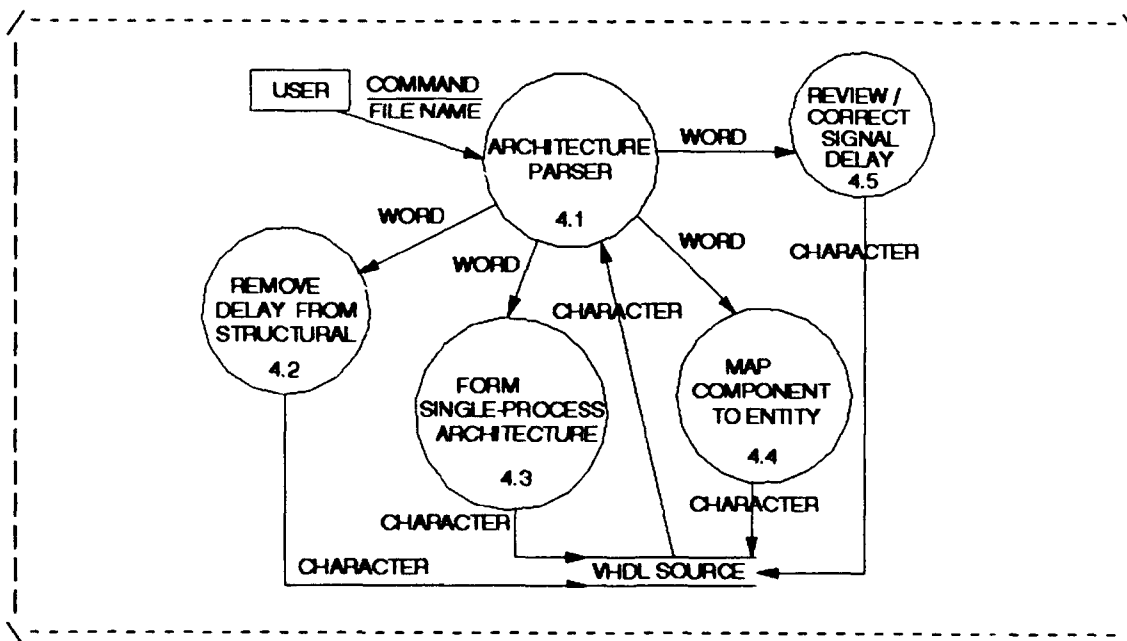 USER
COMMAND
FILE NAME
ARCHITECTURE
PARSER
4.1
WORD
REVIEW /
CORRECT
SIGNAL
DELAY
4.5
WORD
WORD
WORD
CHARACTER
CHARACTER
REMOVE
DELAY FROM
STRUCTURAL
4.2
FORM
SINGLE-PROCESS
ARCHITECTURE
4.3
MAP
COMPONENT
TO ENTITY
4.4
CHARACTER
CHARACTER
CHARACTER
VHDL SOURCE